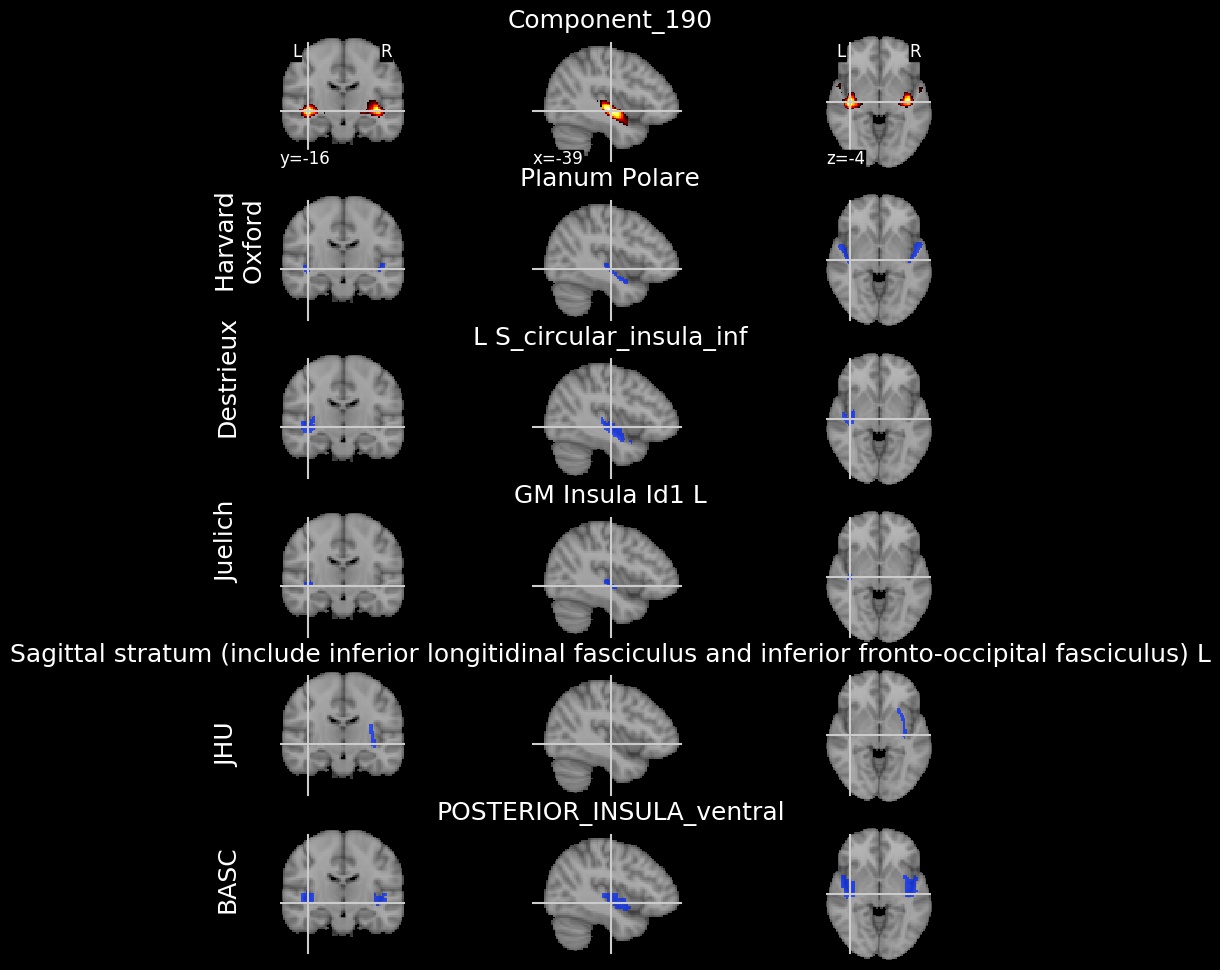 Component_190
L R L R
y=-16 x=-39 z=-4
Planum Polare
Harvard
Oxford
L S_circular_insula_inf
Destrieux
GM Insula Id1 L
Juelich
Sagittal stratum (include inferior longitidinal fasciculus and inferior fronto-occipital fasciculus) L
JHU
POSTERIOR_INSULA_ventral
BASC